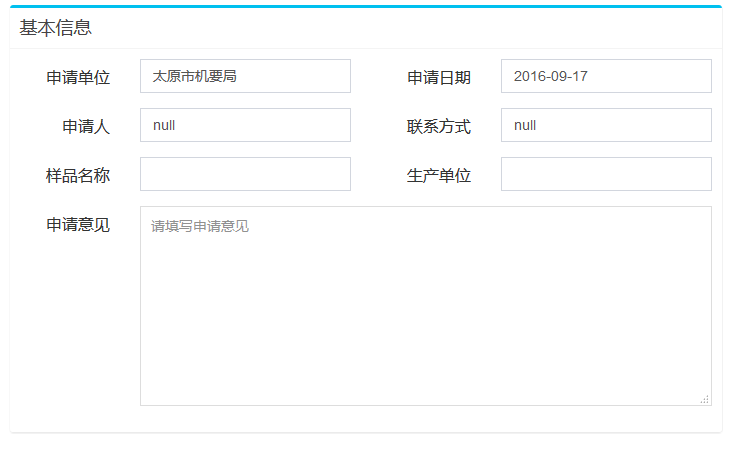 基本信息
申请单位 太原市机要局 申请日期 2016-09-17
申请人 null 联系方式 null
样品名称 生产单位
申请意见 请填写申请意见